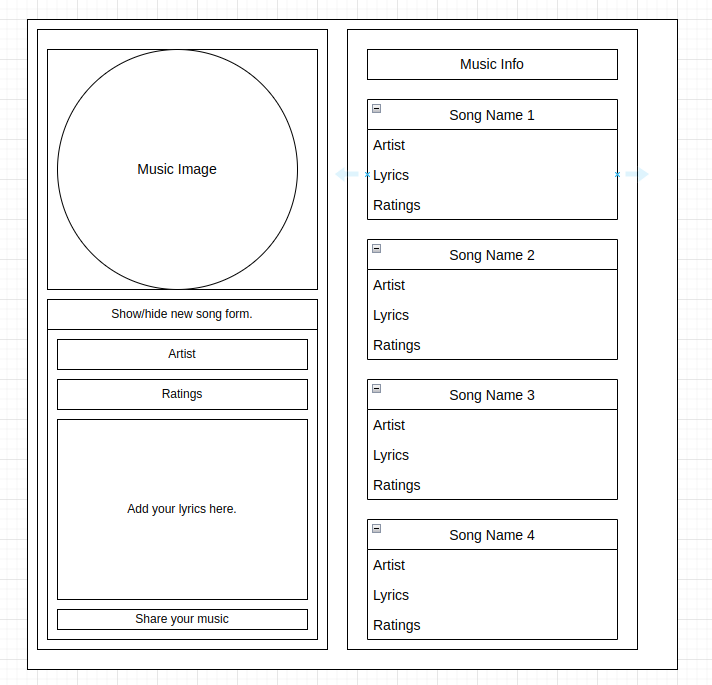 Music Image
Show/hide new song form.
Artist
Ratings
Add your lyrics here.
Share your music
Music Info
Song Name 1
Artist
Lyrics
Ratings
Song Name 2
Artist
Lyrics
Ratings
Song Name 3
Artist
Lyrics
Ratings
Song Name 4
Artist
Lyrics
Ratings